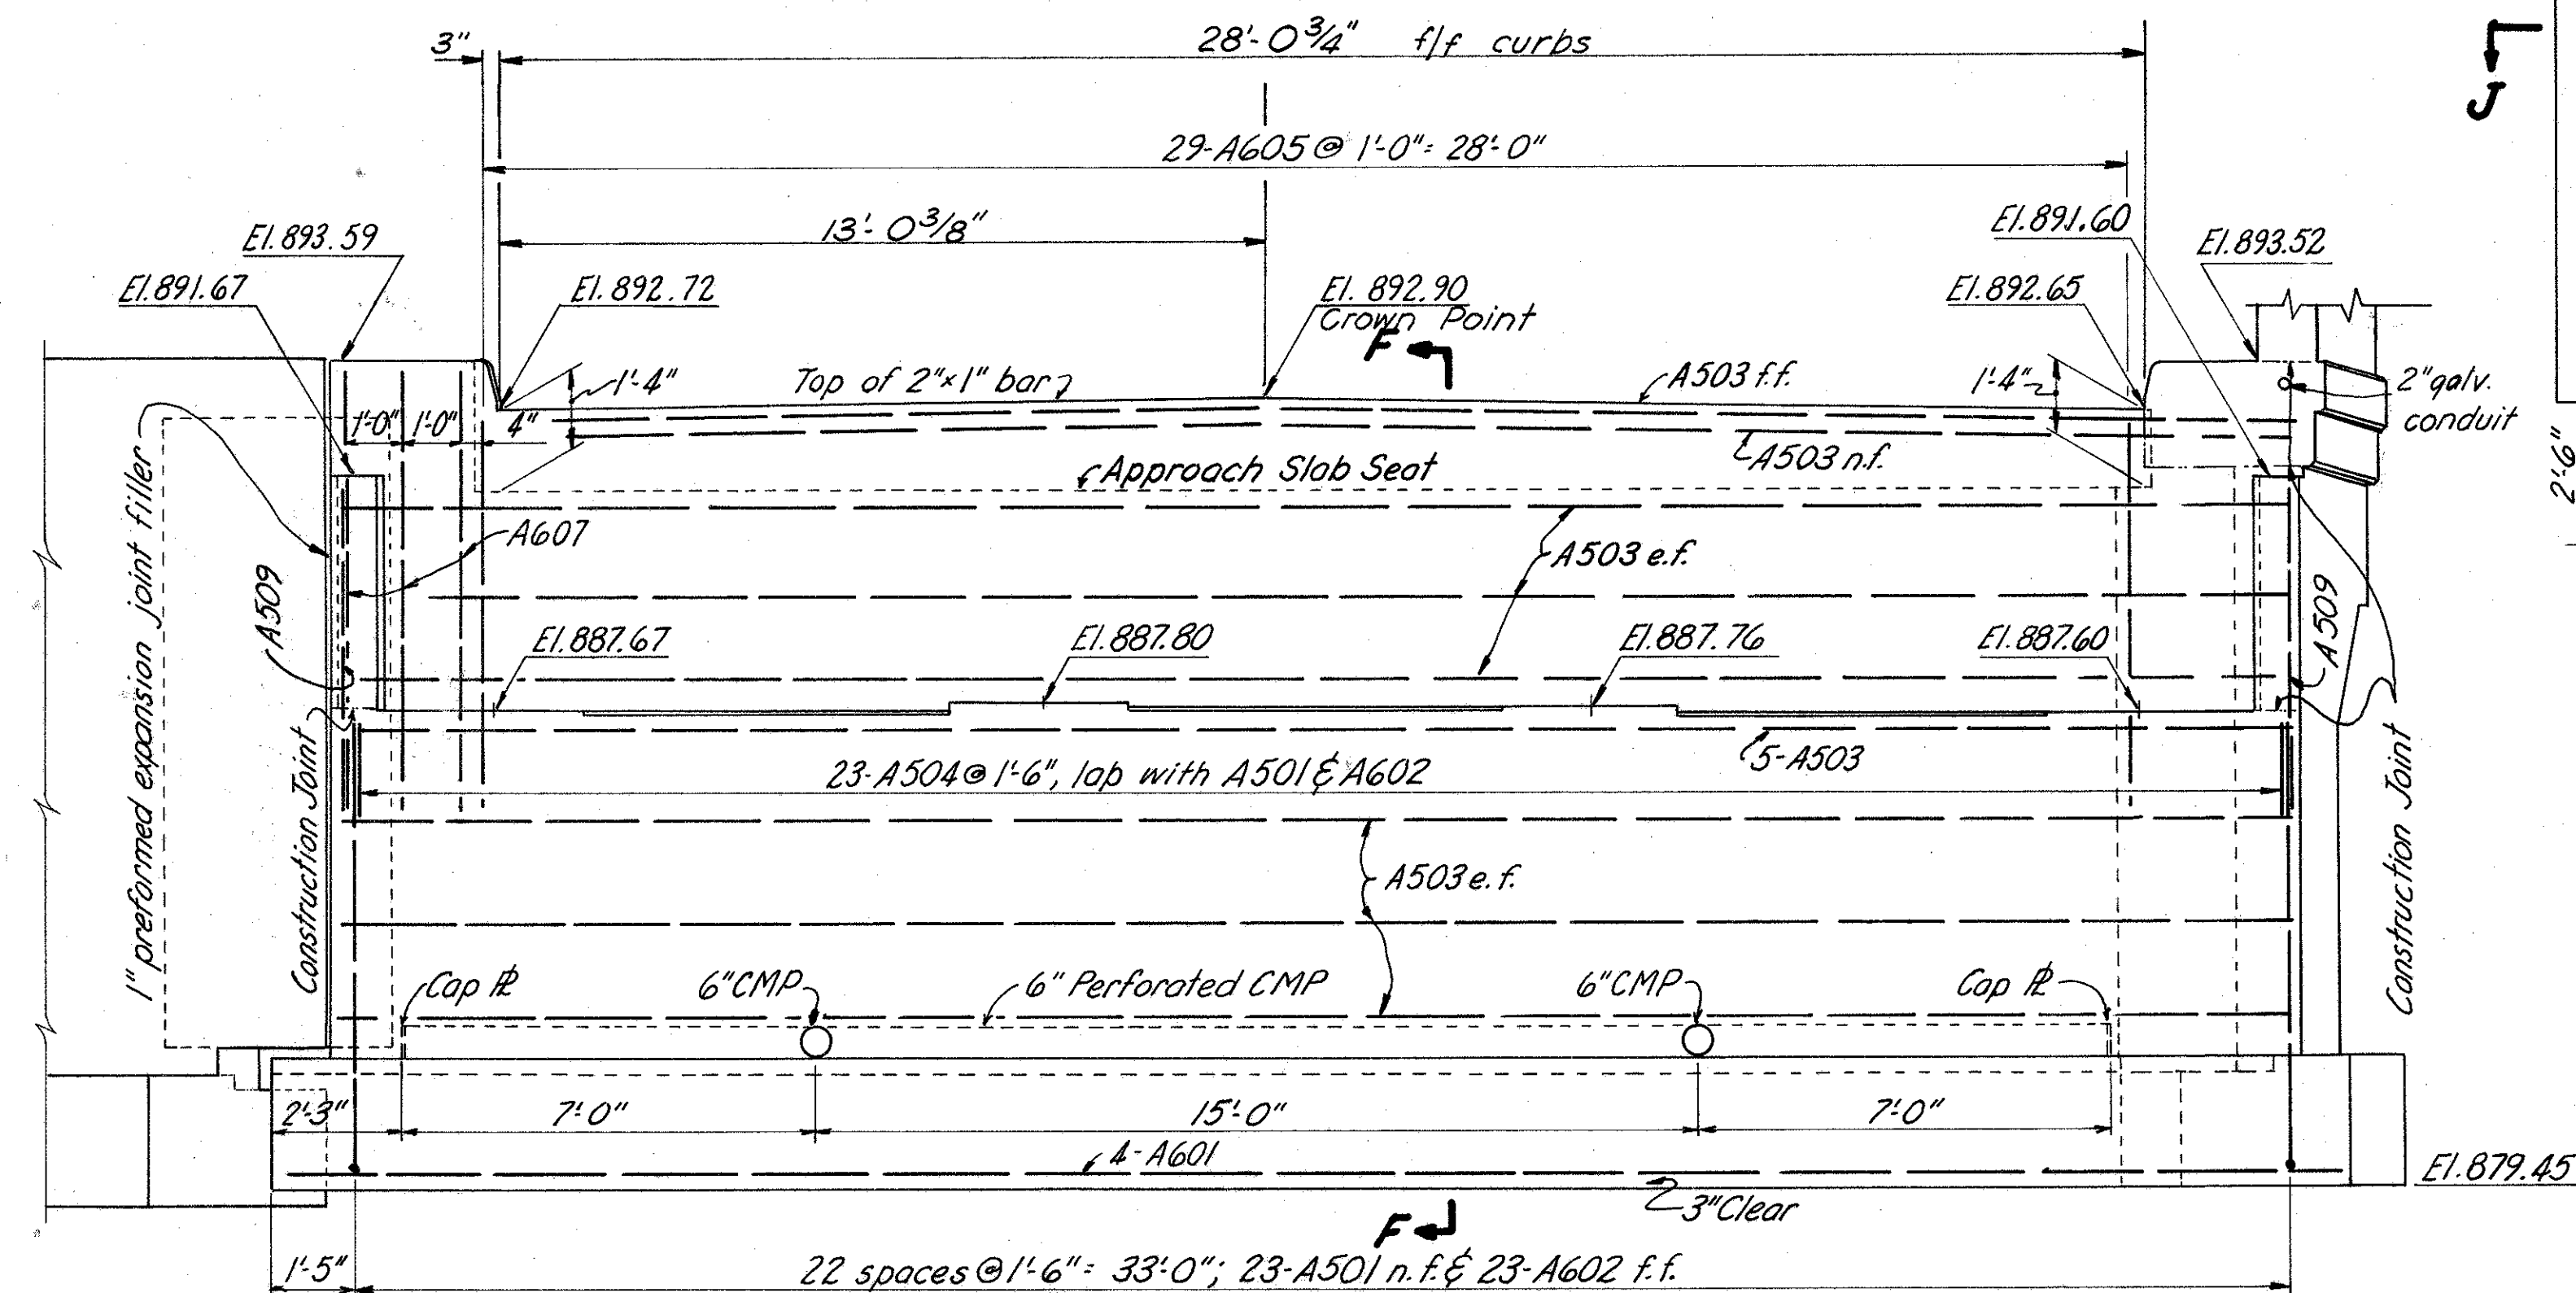 3" 28'-0 3/4" f/f curbs
J
29-A605 @ 1'-0" = 28'-0"
13'-0 3/8"
El. 893.59
El. 891.60
El. 893.52
El. 891.67
El. 892.72
El. 892.90
Crown Point
El. 892.65
F
1'-4"
Top of 2"x1" bar
A503 f.f.
1'-4"
2" galv.
conduit
1'-0" 1'-0" 4"
A503 n.f.
Approach Slab Seat
2'-6"
A607
A503 e.f.
1" preformed expansion joint filler
A509
A509
El. 887.67
El. 887.80
El. 887.76
El. 887.60
Construction Joint
5-A503
23-A504 @ 1'-6", lap with A501 & A602
Construction Joint
A503 e.f.
Cap ℄
6" CMP
6" Perforated CMP
6" CMP
Cap ℄
2'-3" 7'-0" 15'-0" 7'-0"
4-A601
El. 879.45
3" Clear
F
1'-5"
22 spaces @ 1'-6" = 33'-0"; 23-A501 n.f. & 23-A602 f.f.